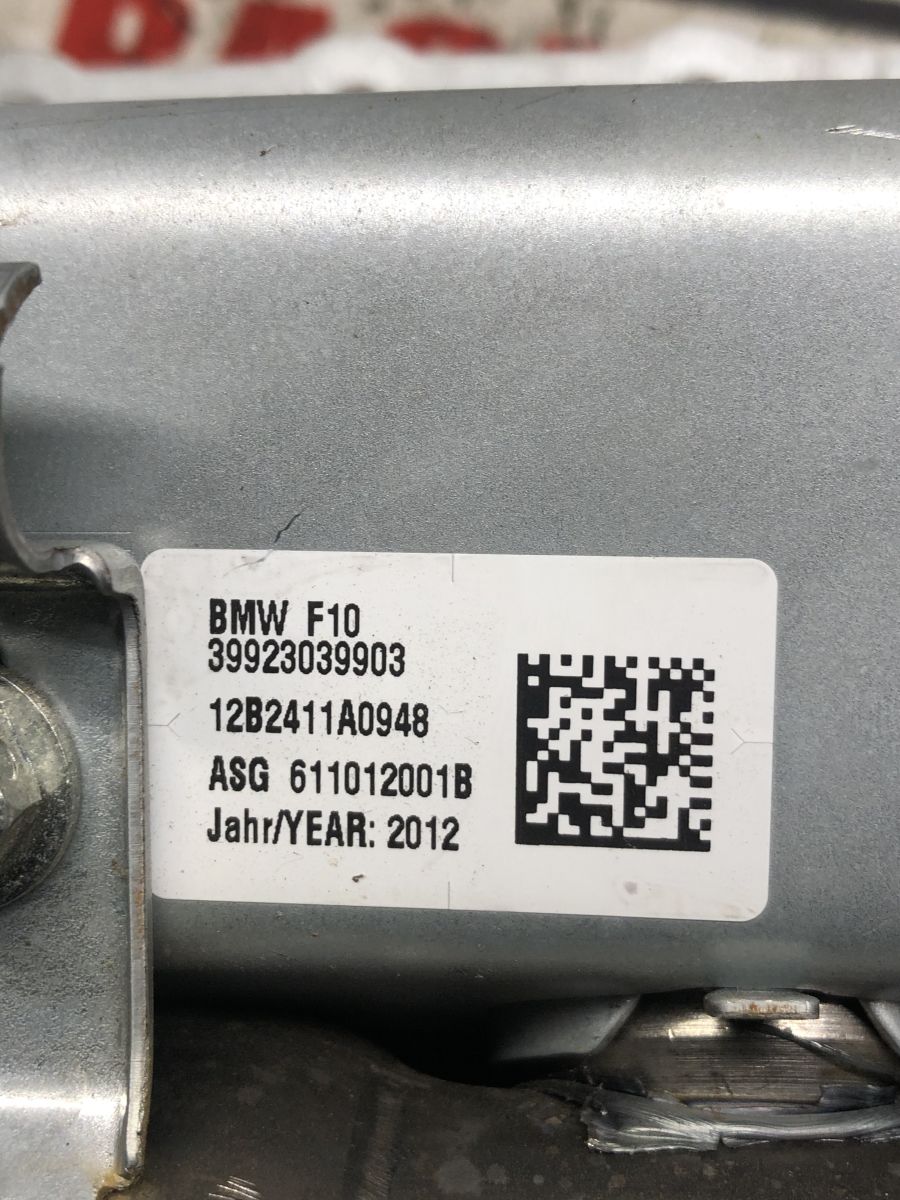 BMW F10
39923039903
12B2411A0948
ASG 611012001B
Jahr/YEAR: 2012